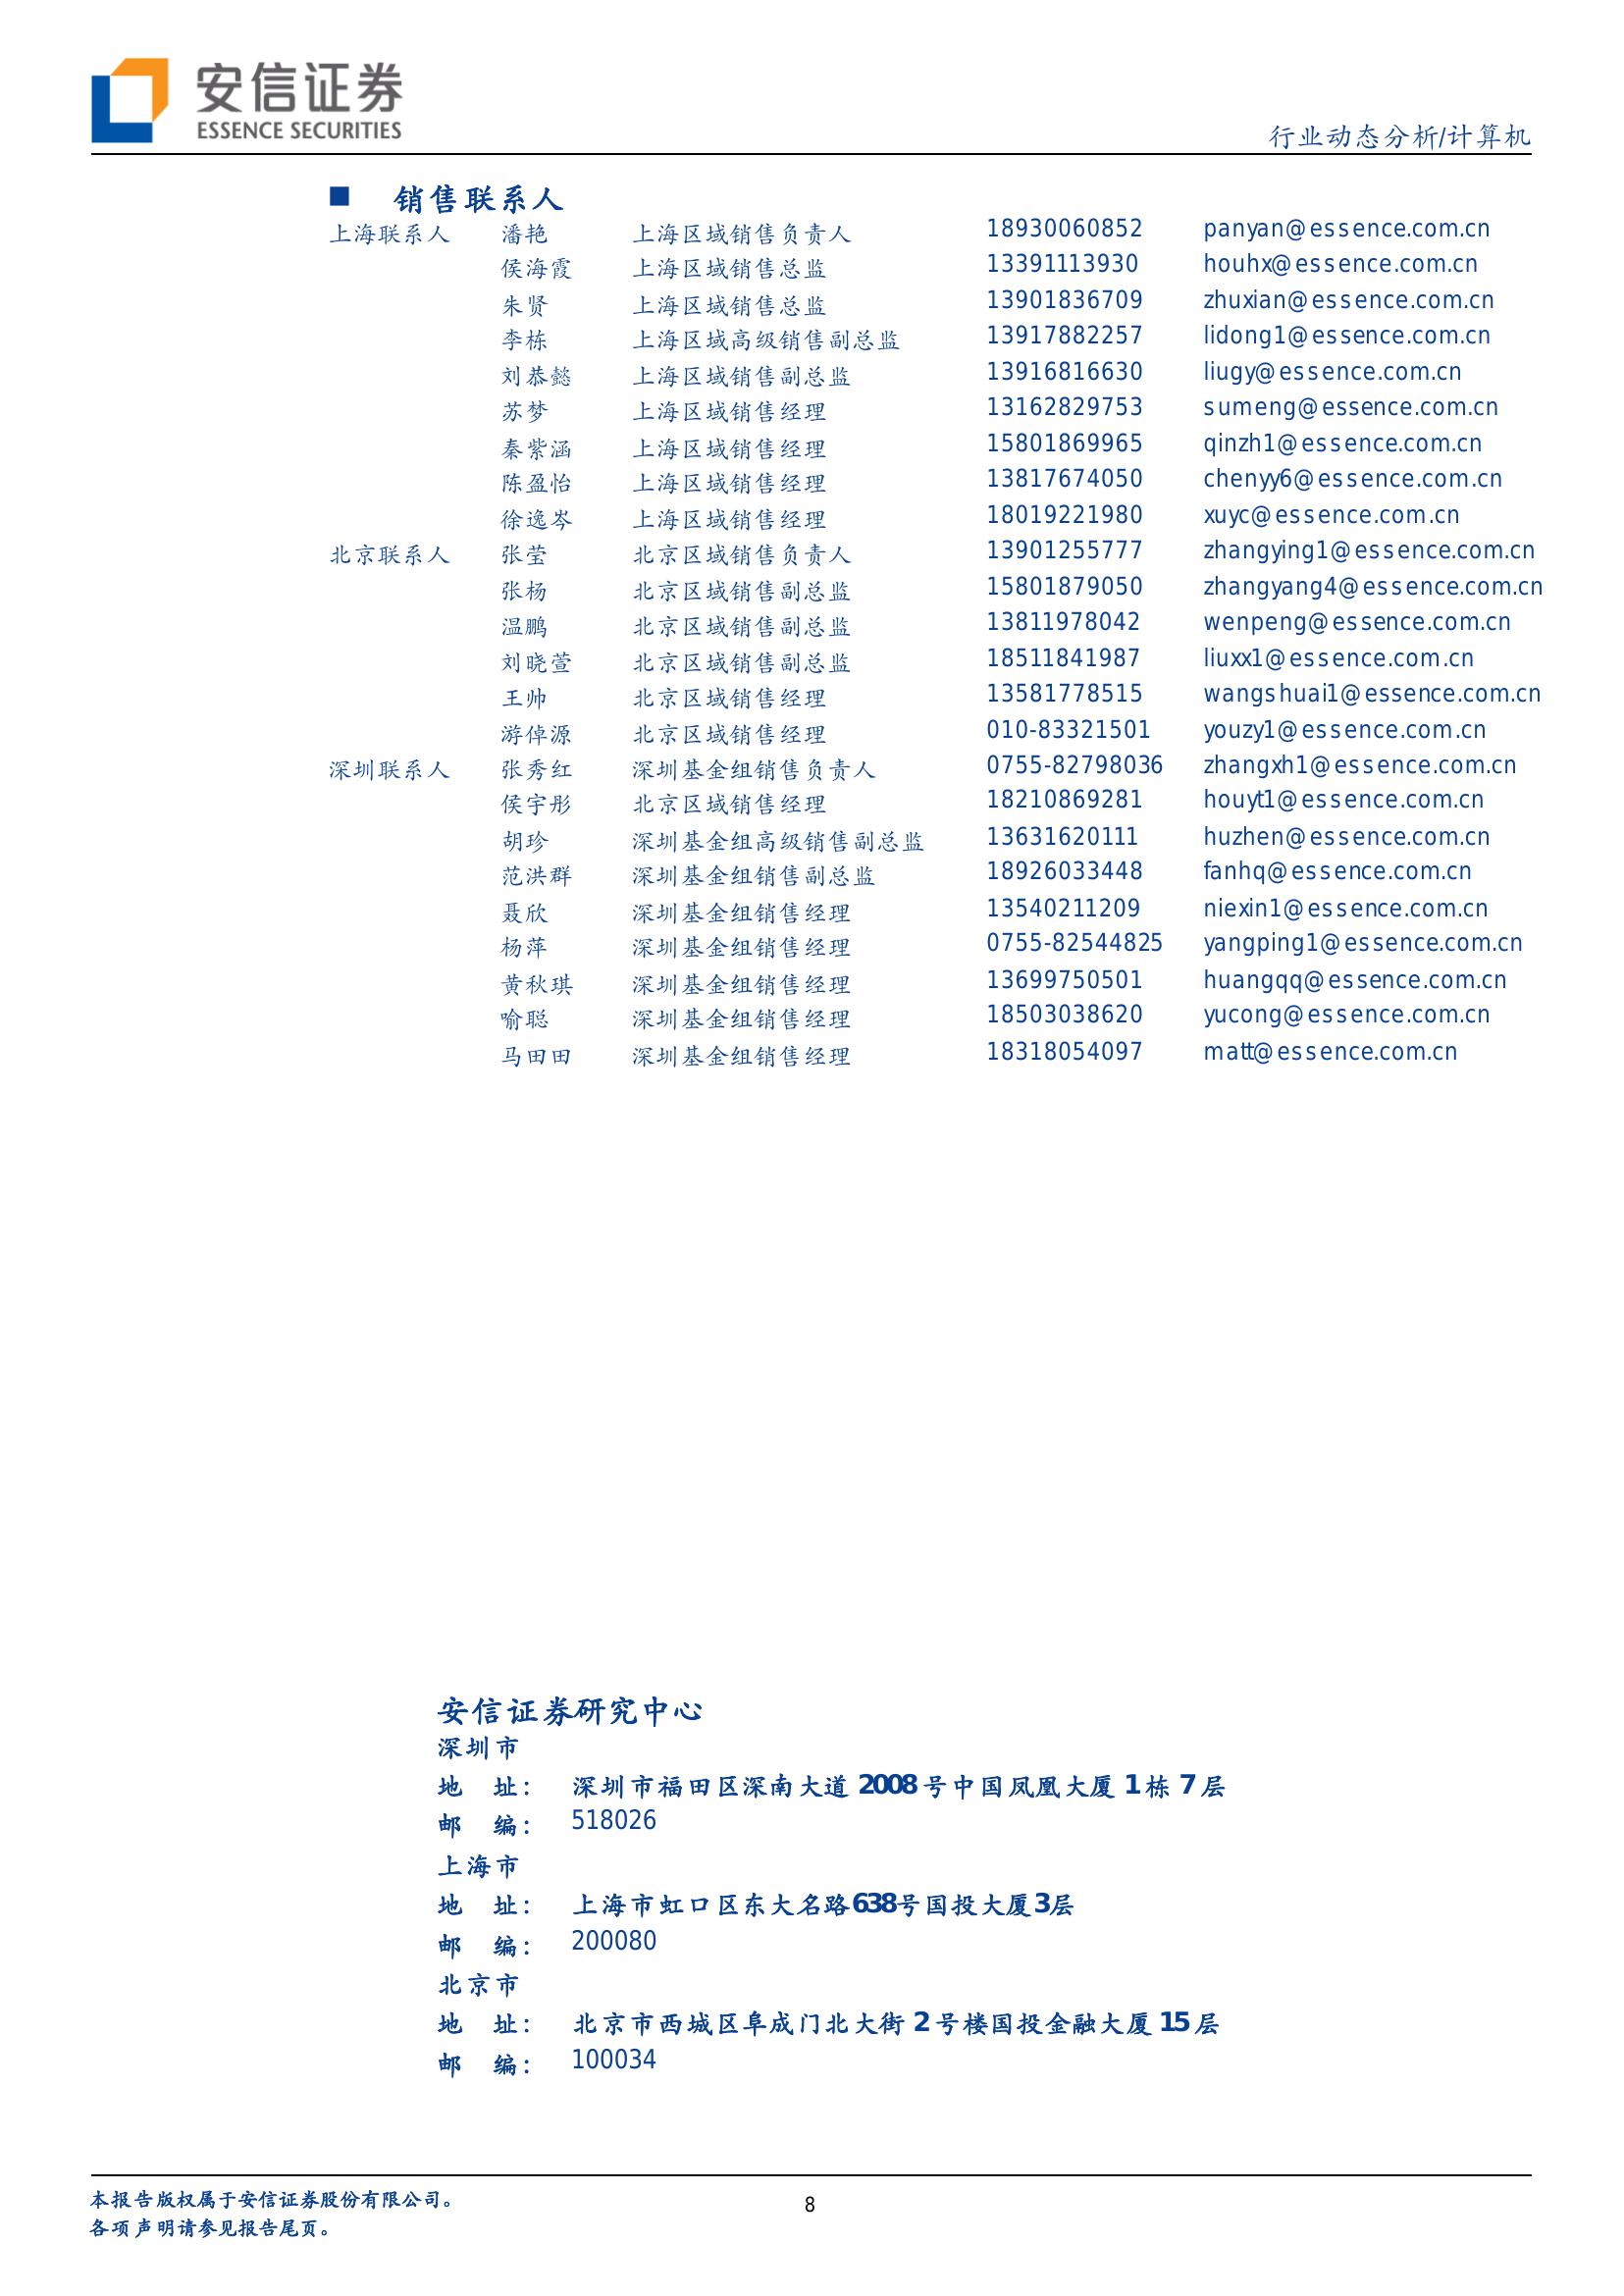 安信证券
ESSENCE SECURITIES
行业动态分析/计算机
■ 销售联系人
上海联系人 潘艳 上海区域销售负责人 18930060852 panyan@essence.com.cn
侯海霞 上海区域销售总监 13391113930 houhx@essence.com.cn
朱贤 上海区域销售总监 13901836709 zhuxian@essence.com.cn
李栋 上海区域高级销售副总监 13917882257 lidong1@essence.com.cn
刘恭懿 上海区域销售副总监 13916816630 liugy@essence.com.cn
苏梦 上海区域销售经理 13162829753 sumeng@essence.com.cn
秦紫涵 上海区域销售经理 15801869965 qinzh1@essence.com.cn
陈盈怡 上海区域销售经理 13817674050 chenyy6@essence.com.cn
徐逸岑 上海区域销售经理 18019221980 xuyc@essence.com.cn
北京联系人 张莹 北京区域销售负责人 13901255777 zhangying1@essence.com.cn
张杨 北京区域销售副总监 15801879050 zhangyang4@essence.com.cn
温鹏 北京区域销售副总监 13811978042 wenpeng@essence.com.cn
刘晓萱 北京区域销售副总监 18511841987 liuxx1@essence.com.cn
王帅 北京区域销售经理 13581778515 wangshuai1@essence.com.cn
游倬源 北京区域销售经理 010-83321501 youzy1@essence.com.cn
深圳联系人 张秀红 深圳基金组销售负责人 0755-82798036 zhangxh1@essence.com.cn
侯宇彤 北京区域销售经理 18210869281 houyt1@essence.com.cn
胡珍 深圳基金组高级销售副总监 13631620111 huzhen@essence.com.cn
范洪群 深圳基金组销售副总监 18926033448 fanhq@essence.com.cn
聂欣 深圳基金组销售经理 13540211209 niexin1@essence.com.cn
杨萍 深圳基金组销售经理 0755-82544825 yangping1@essence.com.cn
黄秋琪 深圳基金组销售经理 13699750501 huangqq@essence.com.cn
喻聪 深圳基金组销售经理 18503038620 yucong@essence.com.cn
马田田 深圳基金组销售经理 18318054097 matt@essence.com.cn
安信证券研究中心
深圳市
地 址： 深圳市福田区深南大道 2008 号中国凤凰大厦 1 栋 7 层
邮 编： 518026
上海市
地 址： 上海市虹口区东大名路638号国投大厦3层
邮 编： 200080
北京市
地 址： 北京市西城区阜成门北大街 2 号楼国投金融大厦 15 层
邮 编： 100034
本报告版权属于安信证券股份有限公司。
各项声明请参见报告尾页。
8